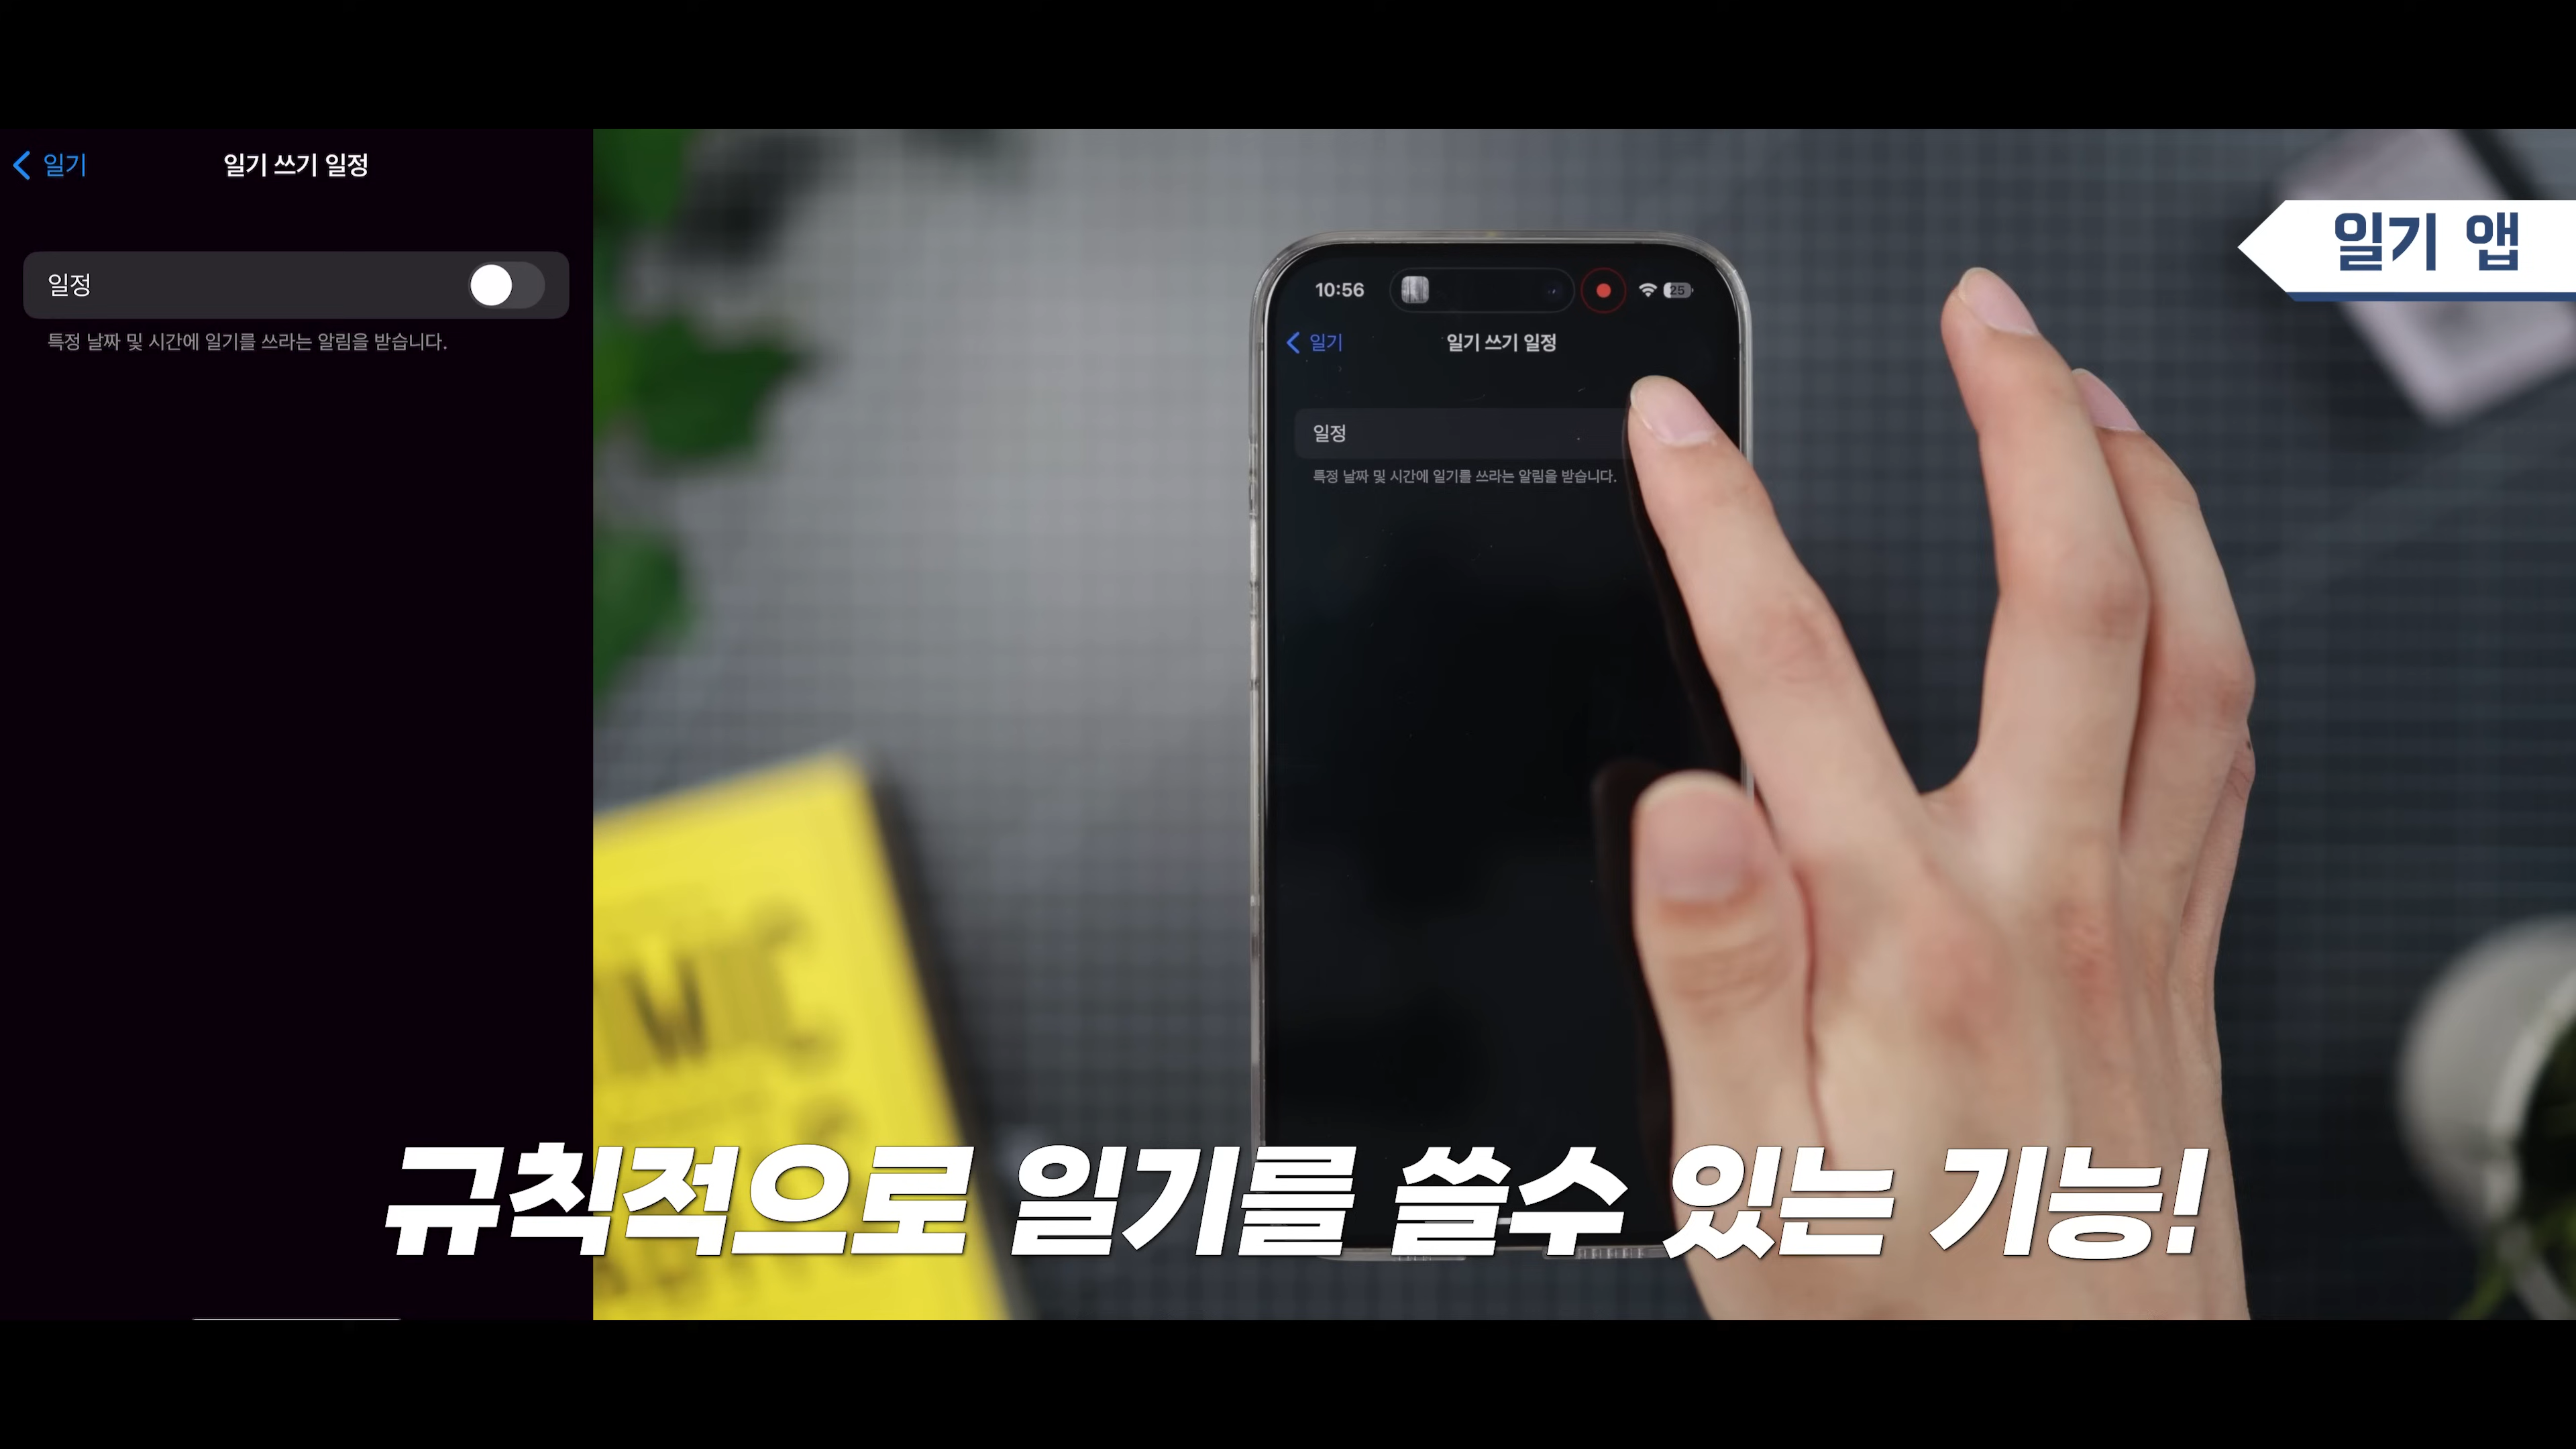 일기
일기 쓰기 일정
일정
특정 날짜 및 시간에 일기를 쓰라는 알림을 받습니다.
일기 앱
10:56
25
일기
일기 쓰기 일정
일정
특정 날짜 및 시간에 일기를 쓰라는 알림을 받습니다.
W
규칙적으로 일기를 쓸수 있는 기능!